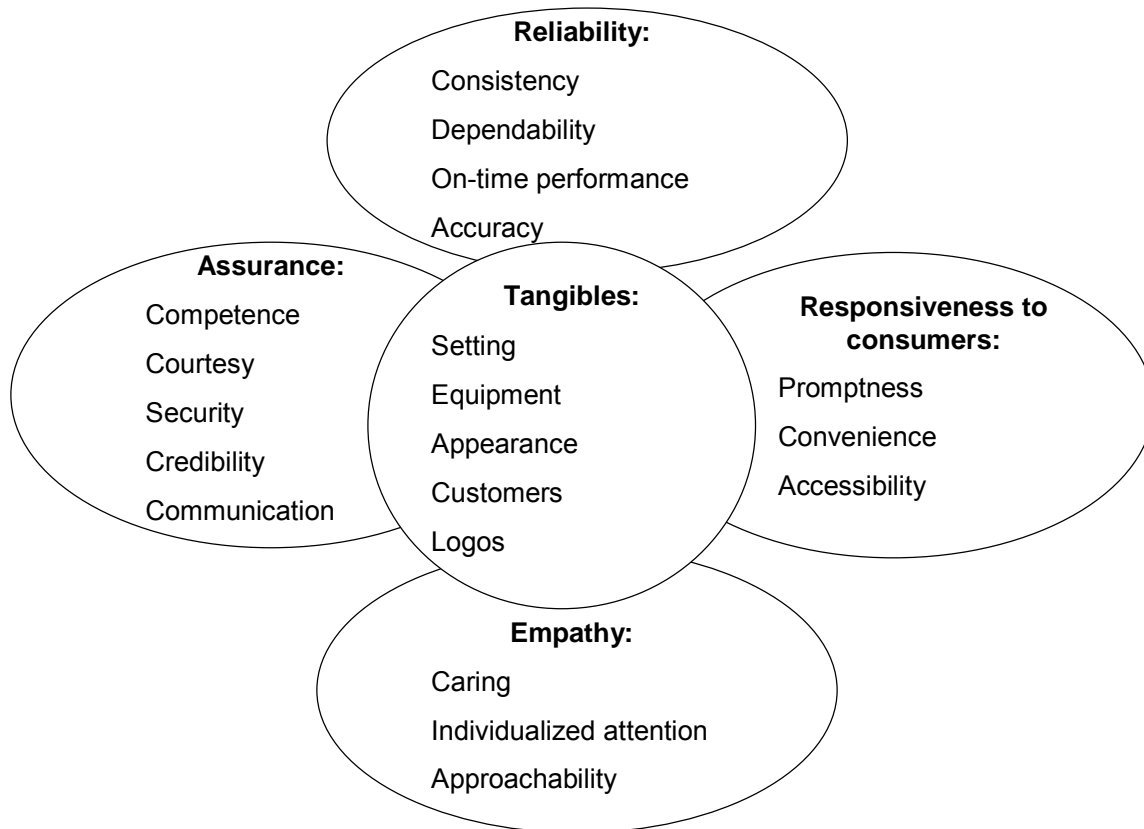 Reliability:
Consistency
Dependability
On-time performance
Accuracy
Assurance:
Competence
Courtesy
Security
Credibility
Communication
Tangibles:
Setting
Equipment
Appearance
Customers
Logos
Responsiveness to
consumers:
Promptness
Convenience
Accessibility
Empathy:
Caring
Individualized attention
Approachability